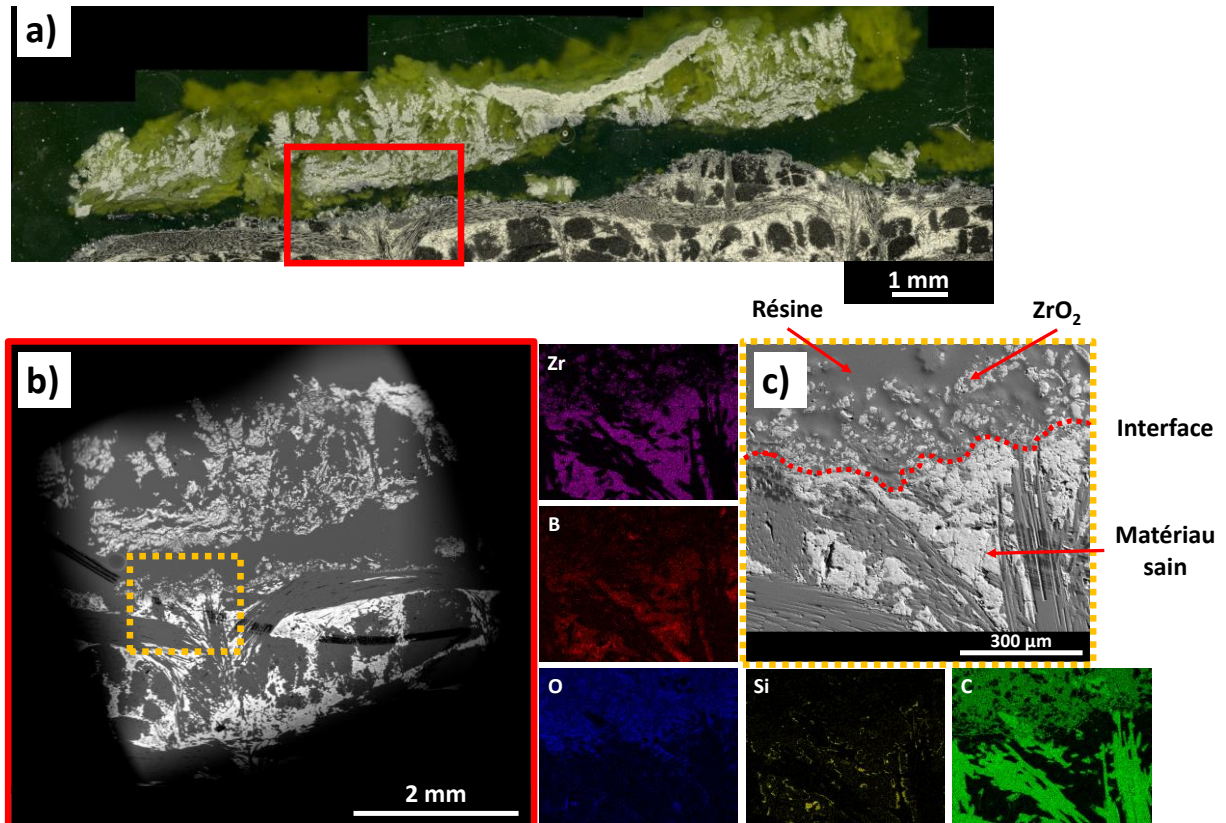 a)
1 mm
Résine
ZrO₂
b)
Zr
c)
Interface
B
Matériau
sain
300 µm
O
Si
C
2 mm